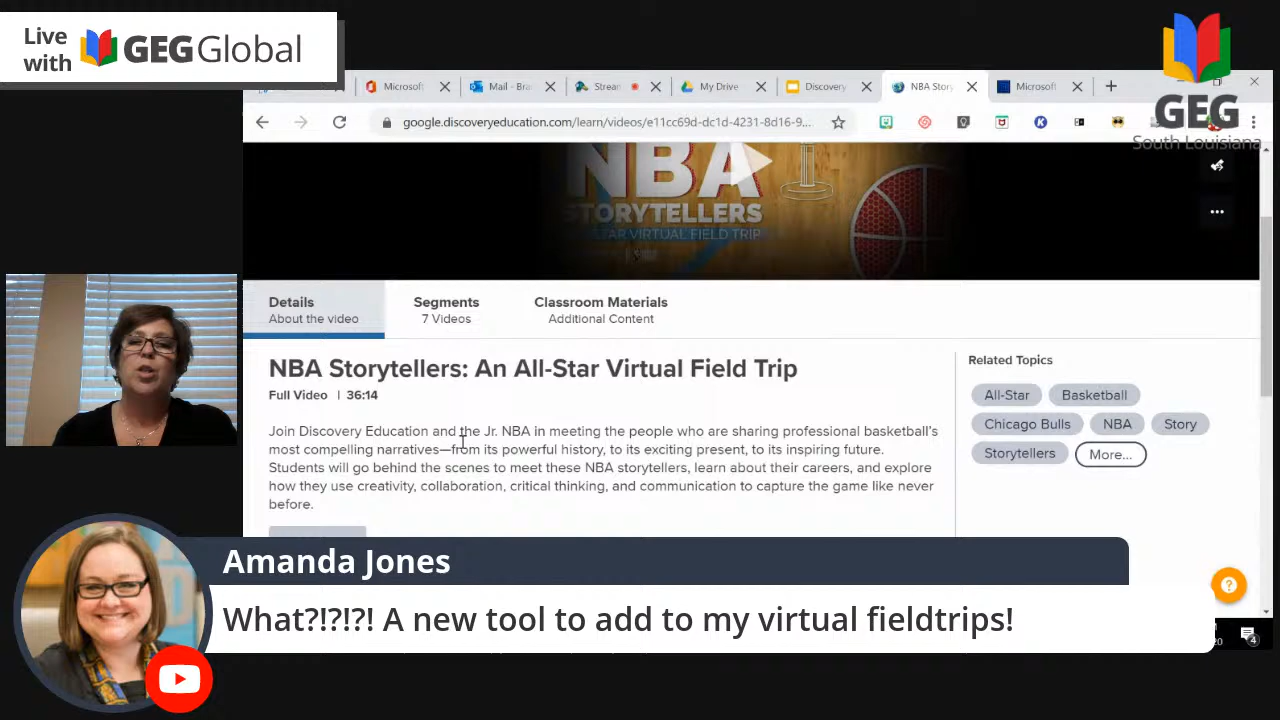 Live with
GEG Global
Microsoft
Mail - Bra
Stream
My Drive
Discovery
NBA Story
Microsoft
GEG
South Louisiana
google.discoveryeducation.com/learn/videos/e11cc69d-dc1d-4231-8d16-9...
NBA
STORYTELLERS
STAR VIRTUAL FIELD TRIP
Details
About the video
Segments
7 Videos
Classroom Materials
Additional Content
NBA Storytellers: An All-Star Virtual Field Trip
Full Video | 36:14
Join Discovery Education and the Jr. NBA in meeting the people who are sharing professional basketball's
most compelling narratives—from its powerful history, to its exciting present, to its inspiring future.
Students will go behind the scenes to meet these NBA storytellers, learn about their careers, and explore
how they use creativity, collaboration, critical thinking, and communication to capture the game like never
before.
Related Topics
All-Star
Basketball
Chicago Bulls
NBA
Story
Storytellers
More...
Amanda Jones
What?!?!?! A new tool to add to my virtual fieldtrips!
20
4